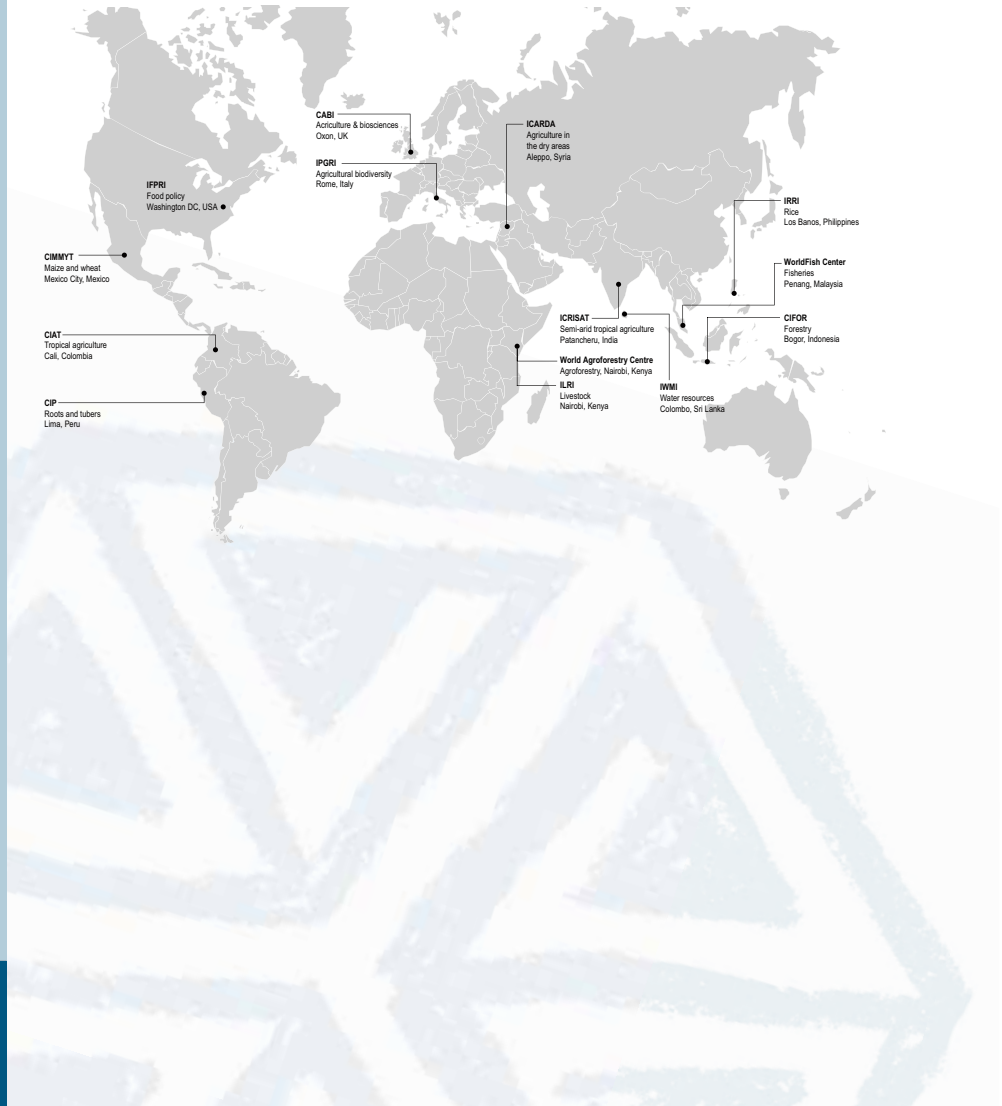 CABI
Acriculture & biosciences
Oxon, UK
ICARDA
Agriculture in
the dry areas
Aleppo, Syria
IPGRI
Agricultural biodiversity
Rome, Italy
IFPRI
Food policy
Washington DC, USA
IRRI
Rice
Los Banos, Philippines
CIMMYT
Maize and wheat
Mexico City, Mexico
WorldFish Center
Fisheries
Penang, Malaysia
ICRISAT
Semi-arid tropical agriculture
Patancheru, India
CIFOR
Forestry
Bogor, Indonesia
CIAT
Tropical agriculture
Cali, Colombia
World Agroforestry Centre
Agroforestry, Nairobi, Kenya
ILRI
Livestock
Nairobi, Kenya
IWMI
Water resources
Colombo, Sri Lanka
CIP
Roots and tubers
Lima, Peru